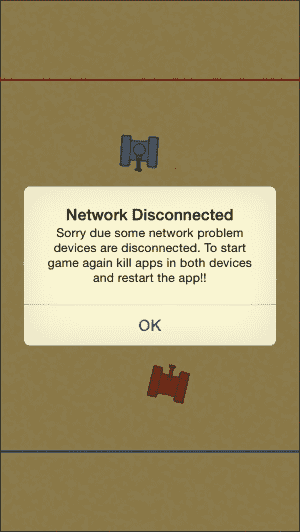 Network Disconnected
Sorry due some network problem
devices are disconnected. To start
game again kill apps in both devices
and restart the app!!
OK